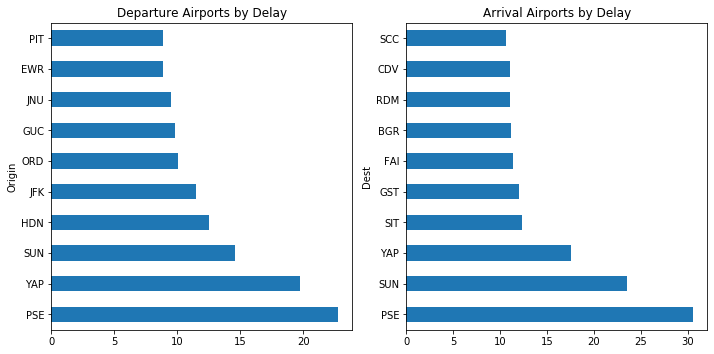 Departure Airports by Delay
Origin
PIT
EWR
JNU
GUC
ORD
JFK
HDN
SUN
YAP
PSE
0 5 10 15 20
Arrival Airports by Delay
Dest
SCC
CDV
RDM
BGR
FAI
GST
SIT
YAP
SUN
PSE
0 5 10 15 20 25 30